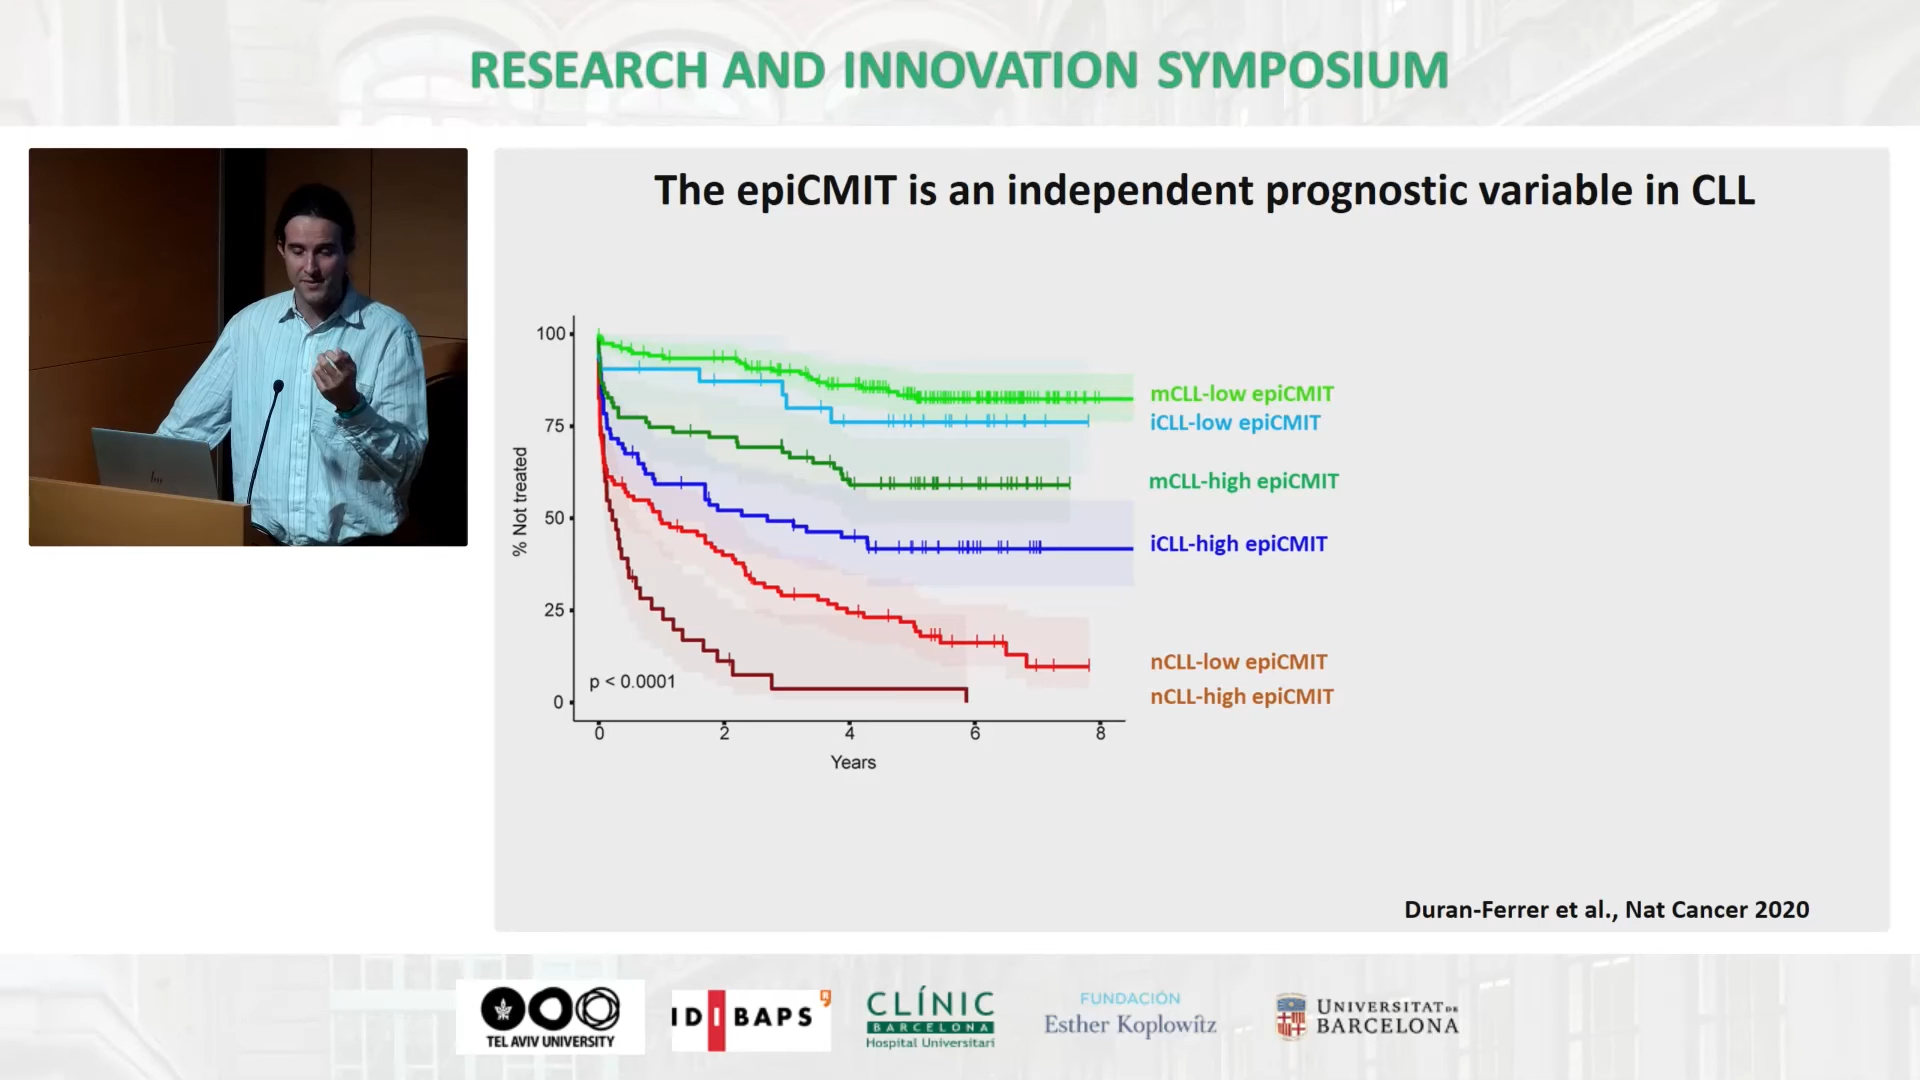 RESEARCH AND INNOVATION SYMPOSIUM
The epiCMIT is an independent prognostic variable in CLL
100
75
50
25
0
% Not treated
p < 0.0001
0 2 4 6 8
Years
mCLL-low epiCMIT
iCLL-low epiCMIT
mCLL-high epiCMIT
iCLL-high epiCMIT
nCLL-low epiCMIT
nCLL-high epiCMIT
Duran-Ferrer et al., Nat Cancer 2020
TEL AVIV UNIVERSITY
IDIBAPS
CLÍNIC
BARCELONA
Hospital Universitari
FUNDACIÓN
Esther Koplowitz
UNIVERSITAT DE
BARCELONA